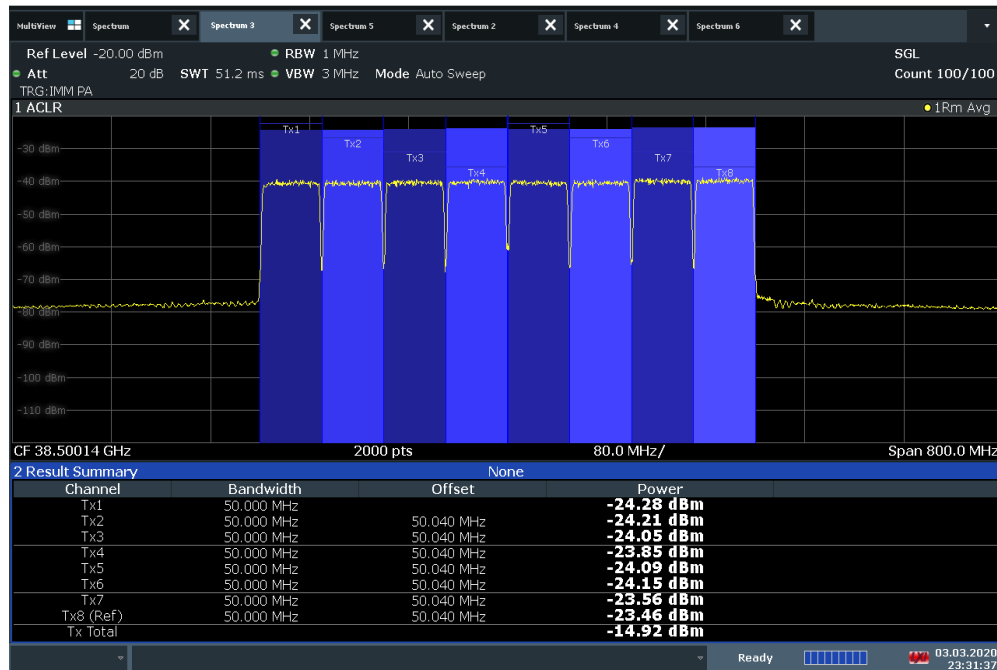 MultiView Spectrum X Spectrum 3 X Spectrum 5 X Spectrum 2 X Spectrum 4 X Spectrum 6 X
Ref Level -20.00 dBm RBW 1 MHz SGL
Att 20 dB SWT 51.2 ms VBW 3 MHz Mode Auto Sweep Count 100/100
TRG:IMM PA
1 ACLR 1Rm Avg
Tx1 Tx5
Tx2 Tx6
-30 dBm
Tx3 Tx7
Tx4 Tx8
-40 dBm
-50 dBm
-60 dBm
-70 dBm
-80 dBm
-90 dBm
-100 dBm
-110 dBm
CF 38.50014 GHz 2000 pts 80.0 MHz/ Span 800.0 MHz
2 Result Summary None
Channel Bandwidth Offset Power
Tx1 50.000 MHz -24.28 dBm
Tx2 50.000 MHz 50.040 MHz -24.21 dBm
Tx3 50.000 MHz 50.040 MHz -24.05 dBm
Tx4 50.000 MHz 50.040 MHz -23.85 dBm
Tx5 50.000 MHz 50.040 MHz -24.09 dBm
Tx6 50.000 MHz 50.040 MHz -24.15 dBm
Tx7 50.000 MHz 50.040 MHz -23.56 dBm
Tx8 (Ref) 50.000 MHz 50.040 MHz -23.46 dBm
Tx Total -14.92 dBm
Ready 03.03.2020
23:31:37